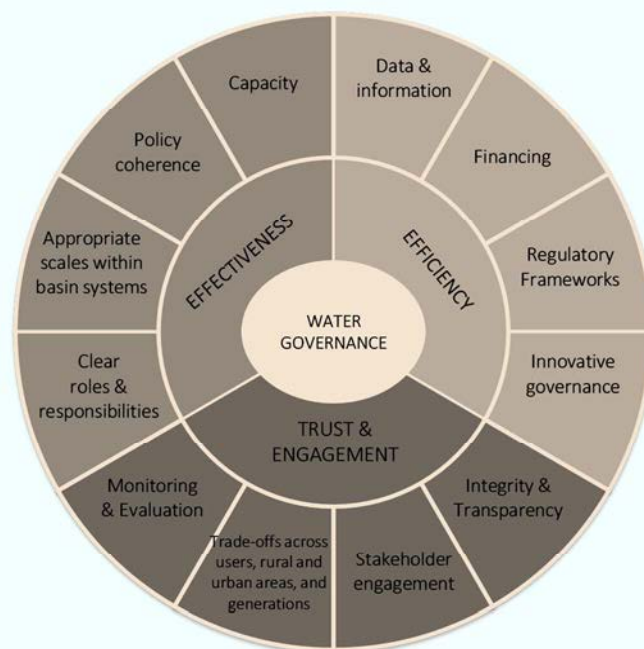 Capacity
Data &
information
Policy
coherence
Financing
Appropriate
scales within
basin systems
EFFECTIVENESS
EFFICIENCY
Regulatory
Frameworks
WATER
GOVERNANCE
Clear
roles &
responsibilities
Innovative
governance
TRUST &
ENGAGEMENT
Monitoring
& Evaluation
Integrity &
Transparency
Trade-offs across
users, rural and
urban areas, and
generations
Stakeholder
engagement